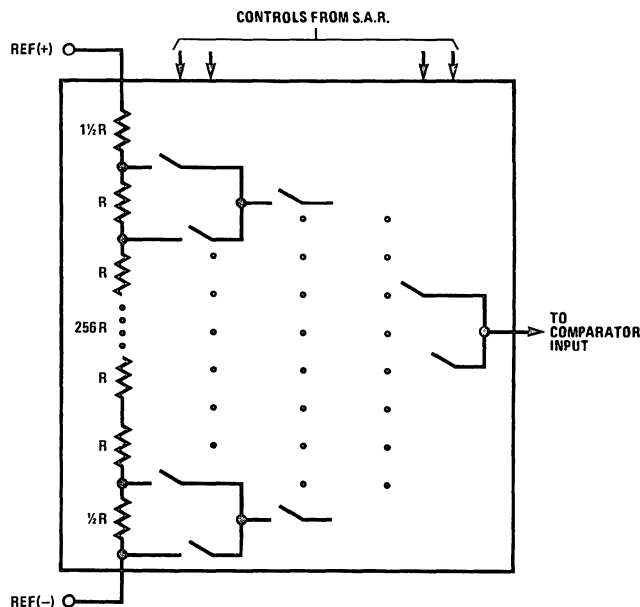 CONTROLS FROM S.A.R.
REF(+)
1½R
R
R
256R
R
R
½R
TO
COMPARATOR
INPUT
REF(−)